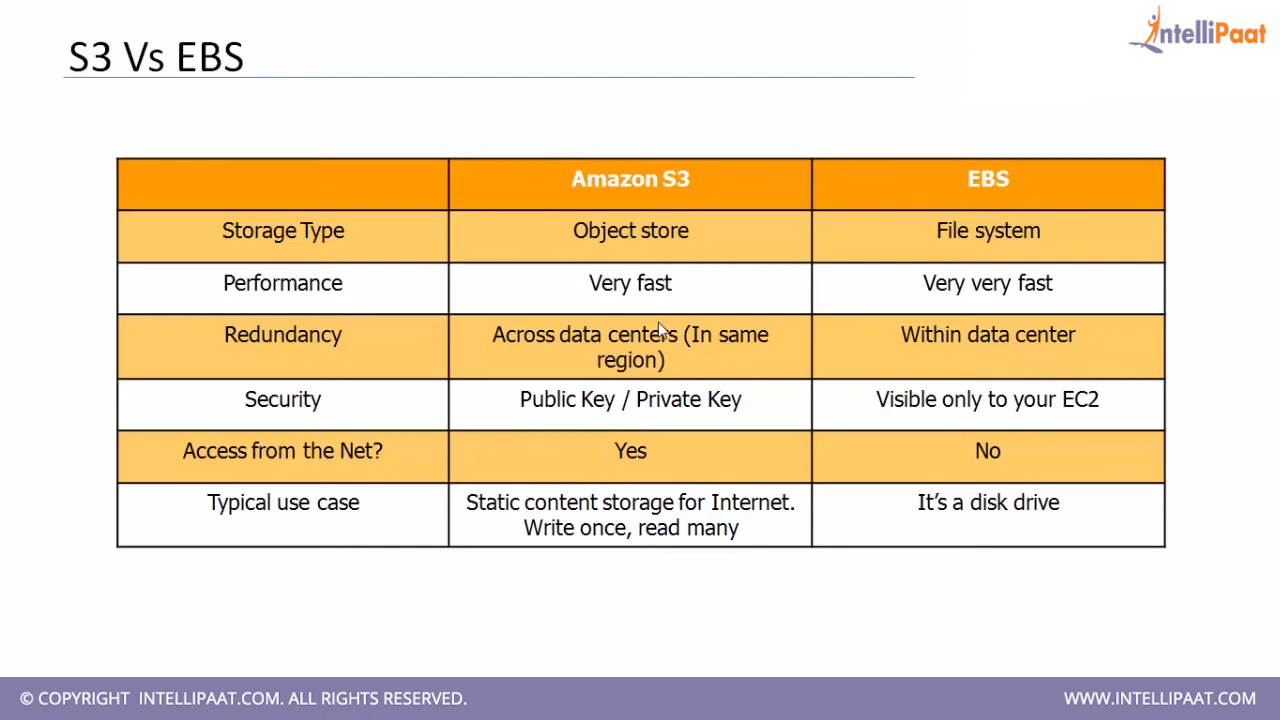 S3 Vs EBS
IntelliPaat
Amazon S3 EBS
Storage Type Object store File system
Performance Very fast Very very fast
Redundancy Across data centers (In same Within data center
region)
Security Public Key / Private Key Visible only to your EC2
Access from the Net? Yes No
Typical use case Static content storage for Internet. It’s a disk drive
Write once, read many
© COPYRIGHT INTELLIPAAT.COM. ALL RIGHTS RESERVED. WWW.INTELLIPAAT.COM